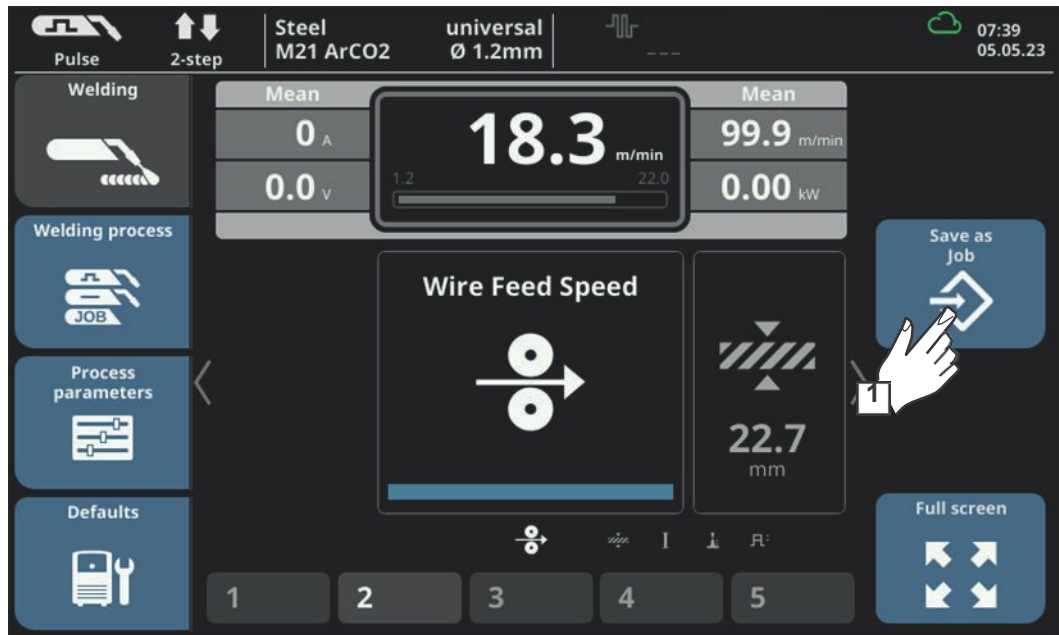 Pulse
2-step
Steel universal
M21 ArCO2 Ø 1.2mm
---
07:39
05.05.23
Welding
Mean
0 A
0.0 V
18.3 m/min
1.2 22.0
Mean
99.9 m/min
0.00 kW
Welding process
JOB
Process
parameters
Defaults
Wire Feed Speed
22.7
mm
Save as
Job
1
Full screen
1 2 3 4 5